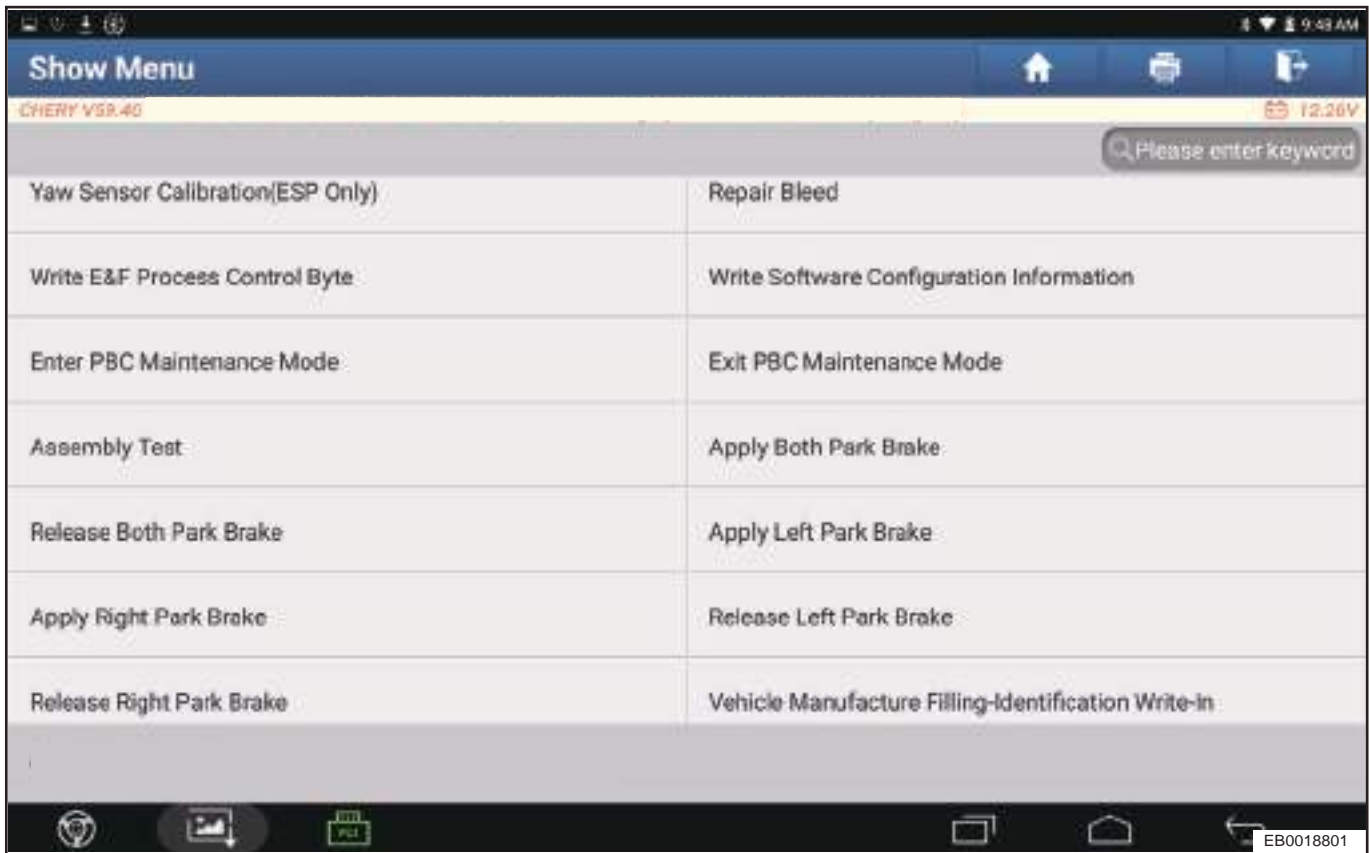 9:48 AM
Show Menu
CHERY V59.40
12.26V
Please enter keyword
Yaw Sensor Calibration(ESP Only)
Repair Bleed
Write E&F Process Control Byte
Write Software Configuration Information
Enter PBC Maintenance Mode
Exit PBC Maintenance Mode
Assembly Test
Apply Both Park Brake
Release Both Park Brake
Apply Left Park Brake
Apply Right Park Brake
Release Left Park Brake
Release Right Park Brake
Vehicle Manufacture Filling-Identification Write-In
VCI
EB0018801